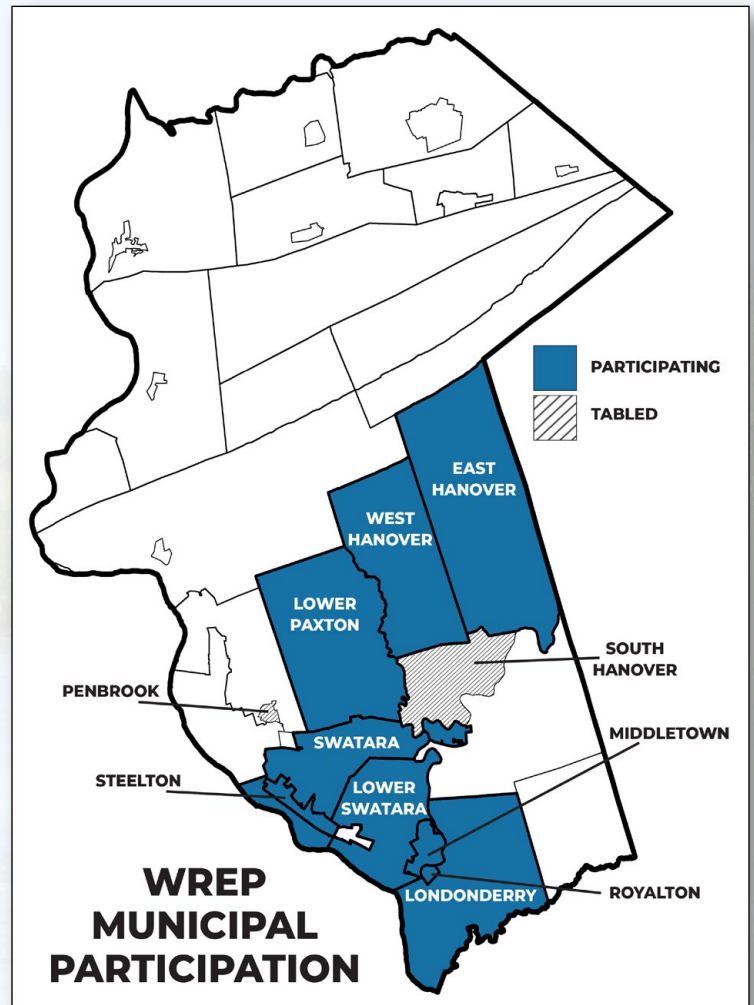 PARTICIPATING
TABLED
EAST
HANOVER
WEST
HANOVER
LOWER
PAXTON
SOUTH
HANOVER
PENBROOK
MIDDLETOWN
SWATARA
STEELTON
LOWER
SWATARA
LONDONDERRY
ROYALTON
WREP
MUNICIPAL
PARTICIPATION